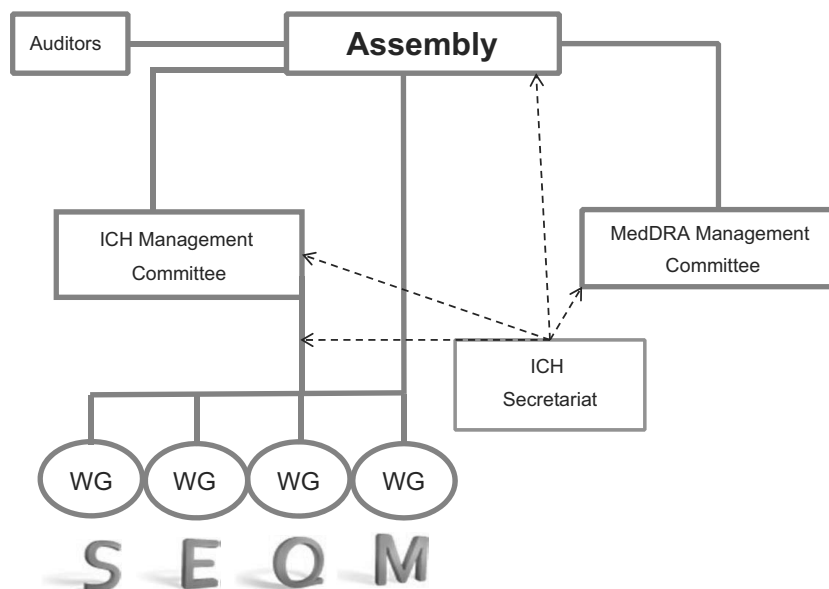 Auditors
Assembly
ICH Management
Committee
MedDRA Management
Committee
ICH
Secretariat
WG WG WG WG
S E Q M